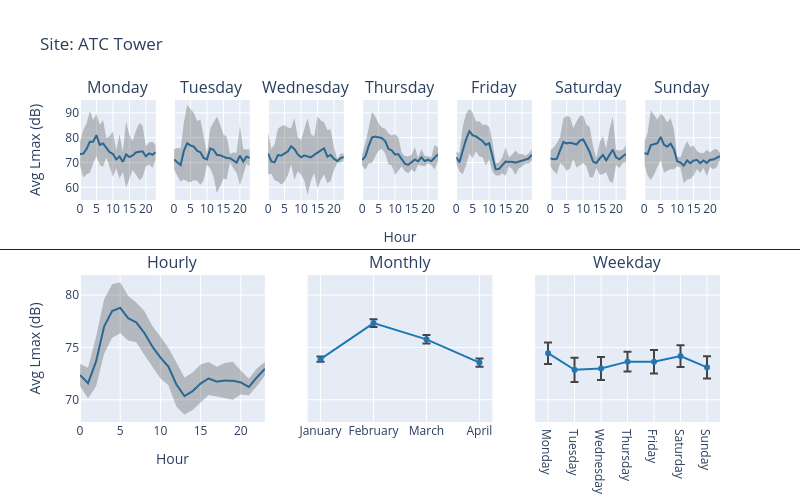 Site: ATC Tower
Monday Tuesday Wednesday Thursday Friday Saturday Sunday
Avg Lmax (dB)
90
80
70
60
0 5 10 15 20 0 5 10 15 20 0 5 10 15 20 0 5 10 15 20 0 5 10 15 20 0 5 10 15 20 0 5 10 15 20
Hour
Hourly Monthly Weekday
Avg Lmax (dB)
80
75
70
0 5 10 15 20
Hour
January February March April
Monday
Tuesday
Wednesday
Thursday
Friday
Saturday
Sunday